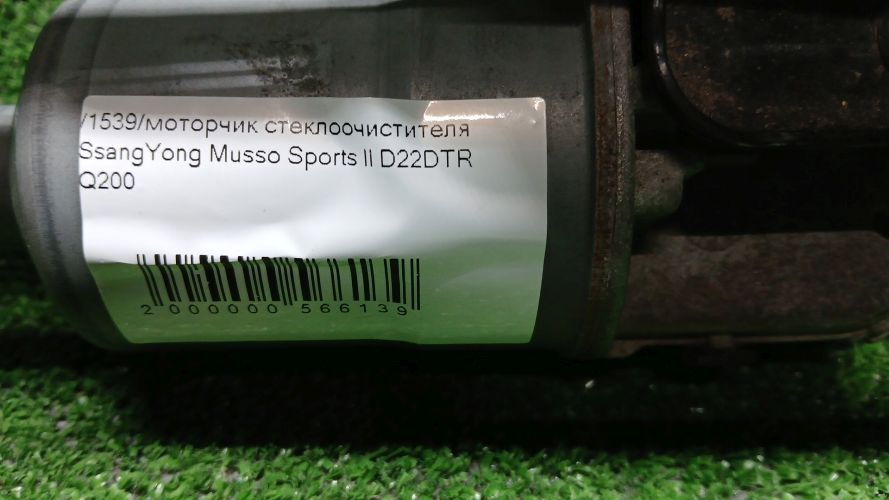 /1539/моторчик стеклоочистителя
SsangYong Musso Sports II D22DTR
Q200
2 000000 566139